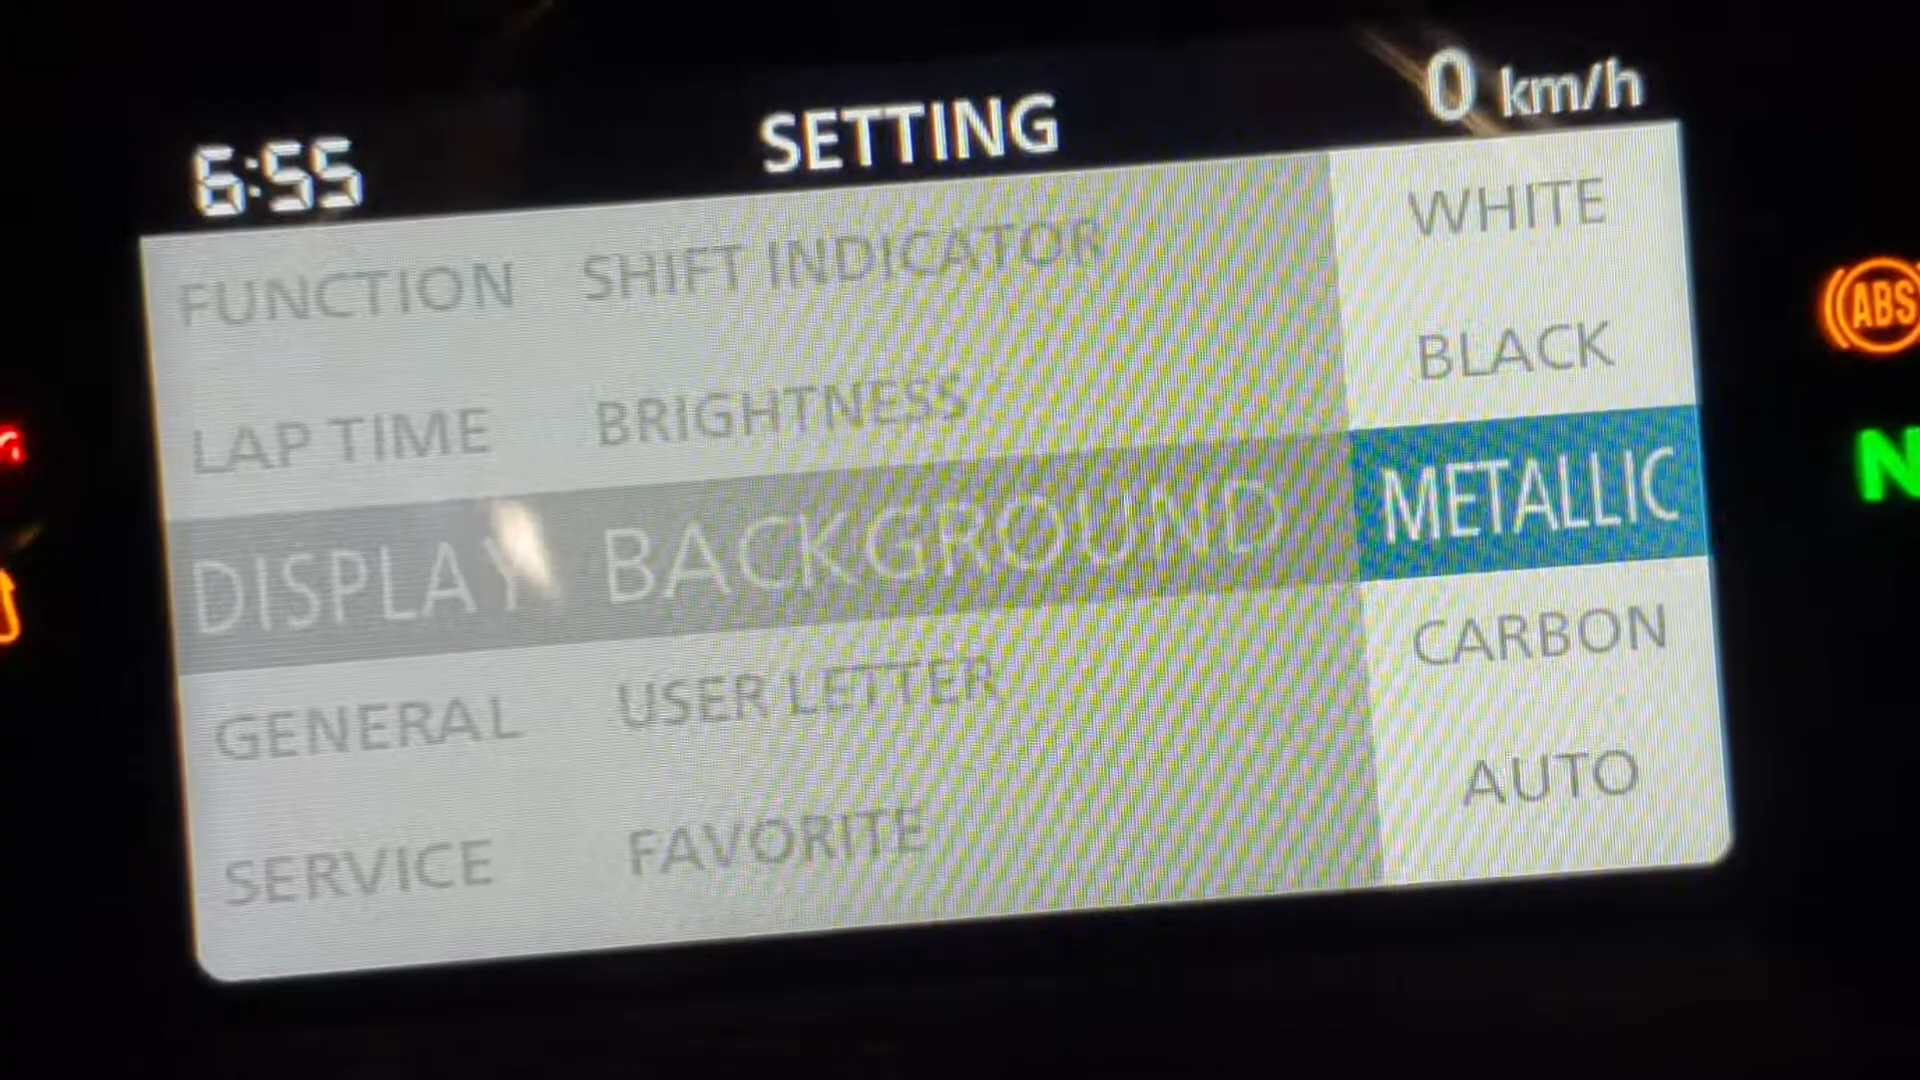 6:55 SETTING 0 km/h
FUNCTION SHIFT INDICATOR WHITE
LAP TIME BRIGHTNESS BLACK
DISPLAY BACKGROUND METALLIC
GENERAL USER LETTER CARBON
SERVICE FAVORITE AUTO
ABS
N